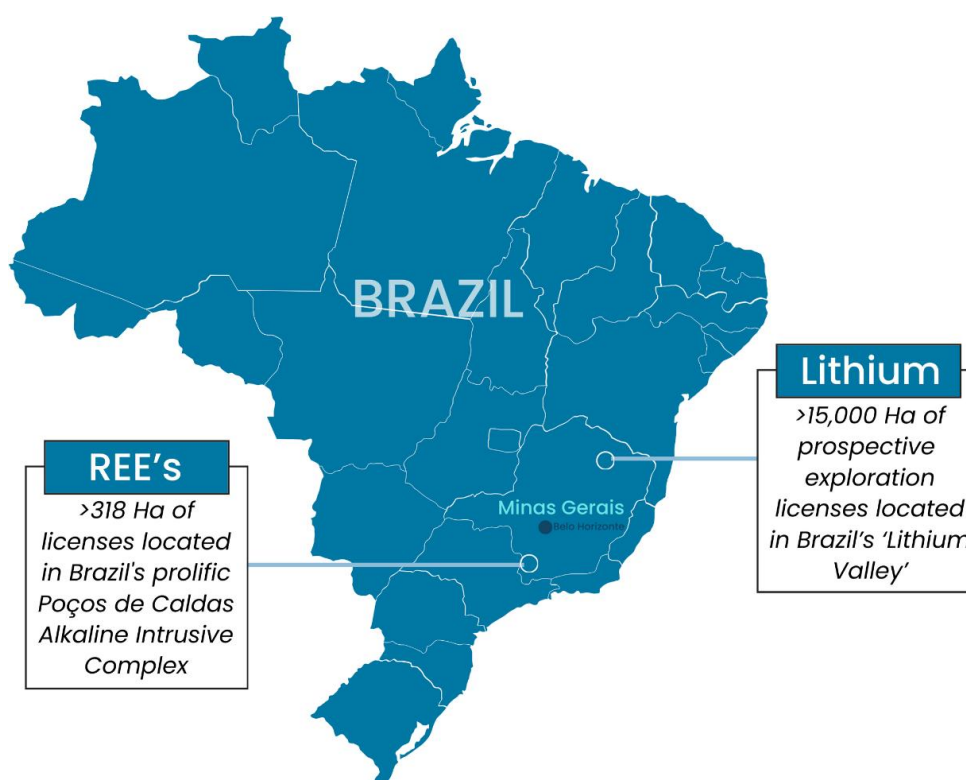 BRAZIL
Lithium
>15,000 Ha of
prospective
exploration
licenses located
in Brazil's ‘Lithium
Valley’
REE's
>318 Ha of
licenses located
in Brazil's prolific
Poços de Caldas
Alkaline Intrusive
Complex
Minas Gerais
Belo Horizonte